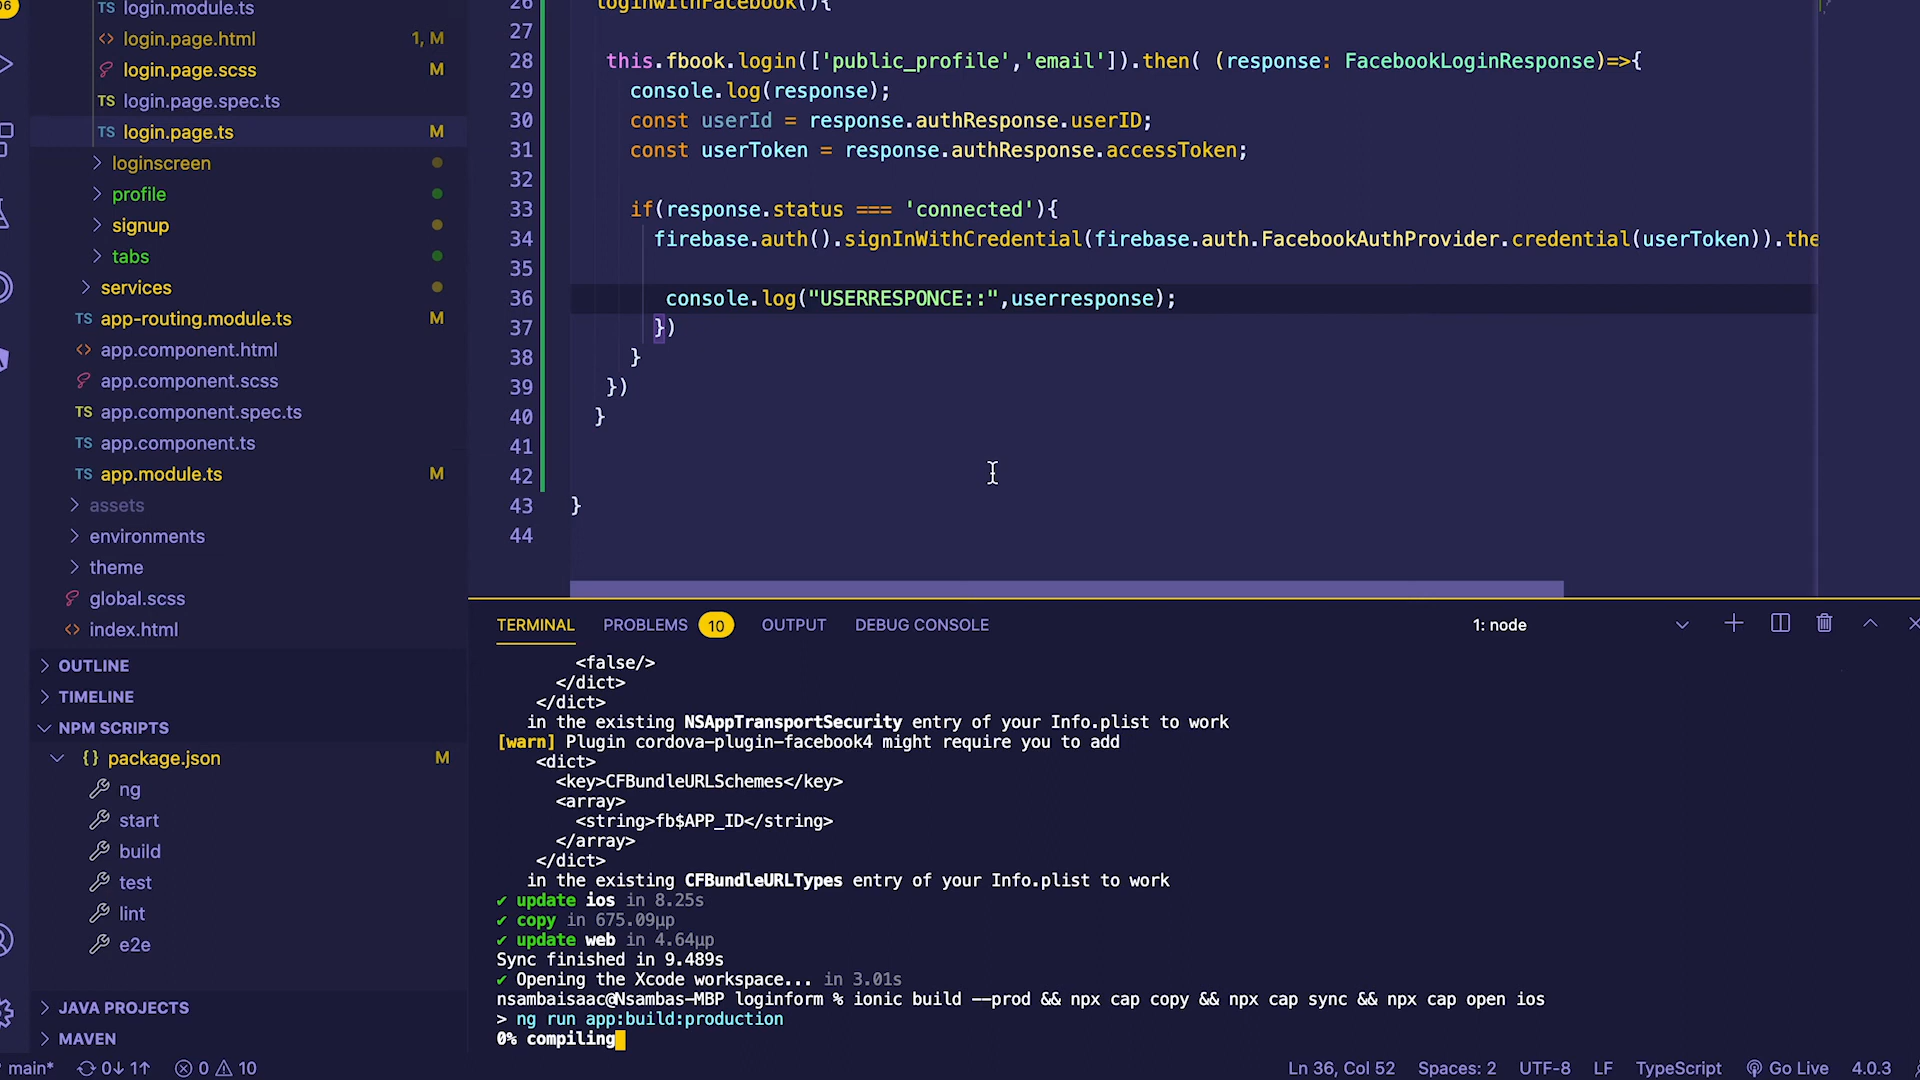 06
TS login.module.ts
<> login.page.html 1, M
login.page.scss M
TS login.page.spec.ts
TS login.page.ts M
loginscreen
profile
signup
tabs
services
TS app-routing.module.ts M
<> app.component.html
app.component.scss
TS app.component.spec.ts
TS app.component.ts
TS app.module.ts M
assets
environments
theme
global.scss
<> index.html
OUTLINE
TIMELINE
NPM SCRIPTS
{} package.json M
ng
start
build
test
lint
e2e
JAVA PROJECTS
MAVEN
26 loginwithFacebook(){
27
28 this.fbook.login(['public_profile','email']).then( (response: FacebookLoginResponse)=>{
29 console.log(response);
30 const userId = response.authResponse.userID;
31 const userToken = response.authResponse.accessToken;
32
33 if(response.status === 'connected'){
34 firebase.auth().signInWithCredential(firebase.auth.FacebookAuthProvider.credential(userToken)).the
35
36 console.log("USERRESPONCE::",userresponse);
37 })
38 }
39 })
40 }
41
42
43 }
44
TERMINAL PROBLEMS 10 OUTPUT DEBUG CONSOLE 1: node
<false/>
</dict>
</dict>
in the existing NSAppTransportSecurity entry of your Info.plist to work
[warn] Plugin cordova-plugin-facebook4 might require you to add
<dict>
<key>CFBundleURLSchemes</key>
<array>
<string>fb$APP_ID</string>
</array>
</dict>
in the existing CFBundleURLTypes entry of your Info.plist to work
✔ update ios in 8.25s
✔ copy in 675.09μp
✔ update web in 4.64μp
Sync finished in 9.489s
✔ Opening the Xcode workspace... in 3.01s
nsambaisaac@Nsambas-MBP loginform % ionic build --prod && npx cap copy && npx cap sync && npx cap open ios
> ng run app:build:production
0% compiling
main* 0↓ 1↑ 0 10 Ln 36, Col 52 Spaces: 2 UTF-8 LF TypeScript Go Live 4.0.3